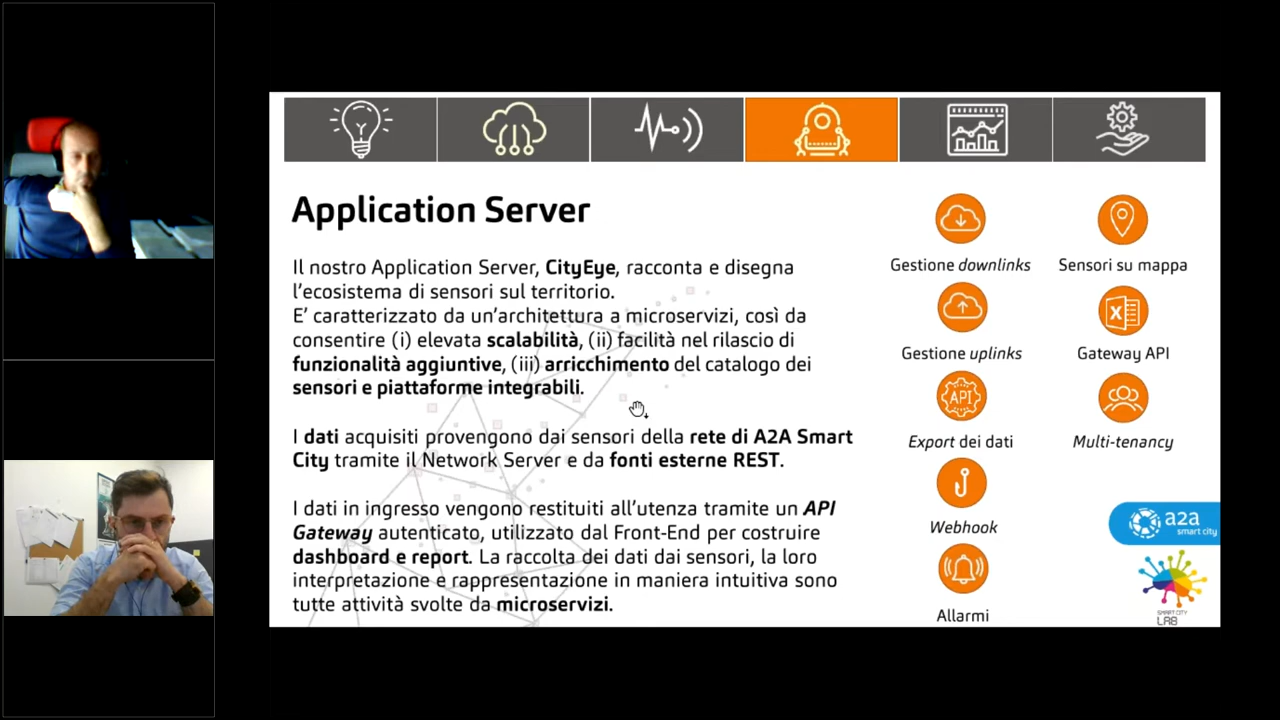 Application Server
Il nostro Application Server, CityEye, racconta e disegna
l'ecosistema di sensori sul territorio.
E' caratterizzato da un'architettura a microservizi, così da
consentire (i) elevata scalabilità, (ii) facilità nel rilascio di
funzionalità aggiuntive, (iii) arricchimento del catalogo dei
sensori e piattaforme integrabili.
I dati acquisiti provengono dai sensori della rete di A2A Smart
City tramite il Network Server e da fonti esterne REST.
I dati in ingresso vengono restituiti all'utenza tramite un API
Gateway autenticato, utilizzato dal Front-End per costruire
dashboard e report. La raccolta dei dati dai sensori, la loro
interpretazione e rappresentazione in maniera intuitiva sono
tutte attività svolte da microservizi.
Gestione downlinks
Sensori su mappa
Gestione uplinks
X
Gateway API
API
Export dei dati
Multi-tenancy
Webhook
Allarmi
a2a
smart city
SMART CITY
LAB